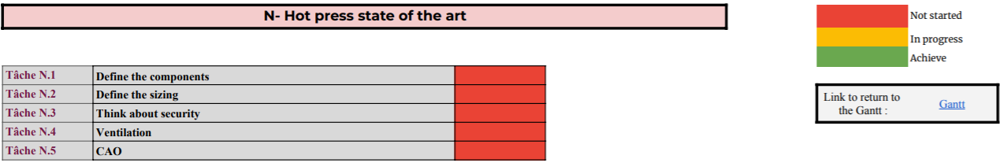 N- Hot press state of the art
Not started
In progress
Achieve
Tâche N.1 Define the components
Tâche N.2 Define the sizing
Tâche N.3 Think about security
Tâche N.4 Ventilation
Tâche N.5 CAO
Link to return to
the Gantt :
Gantt